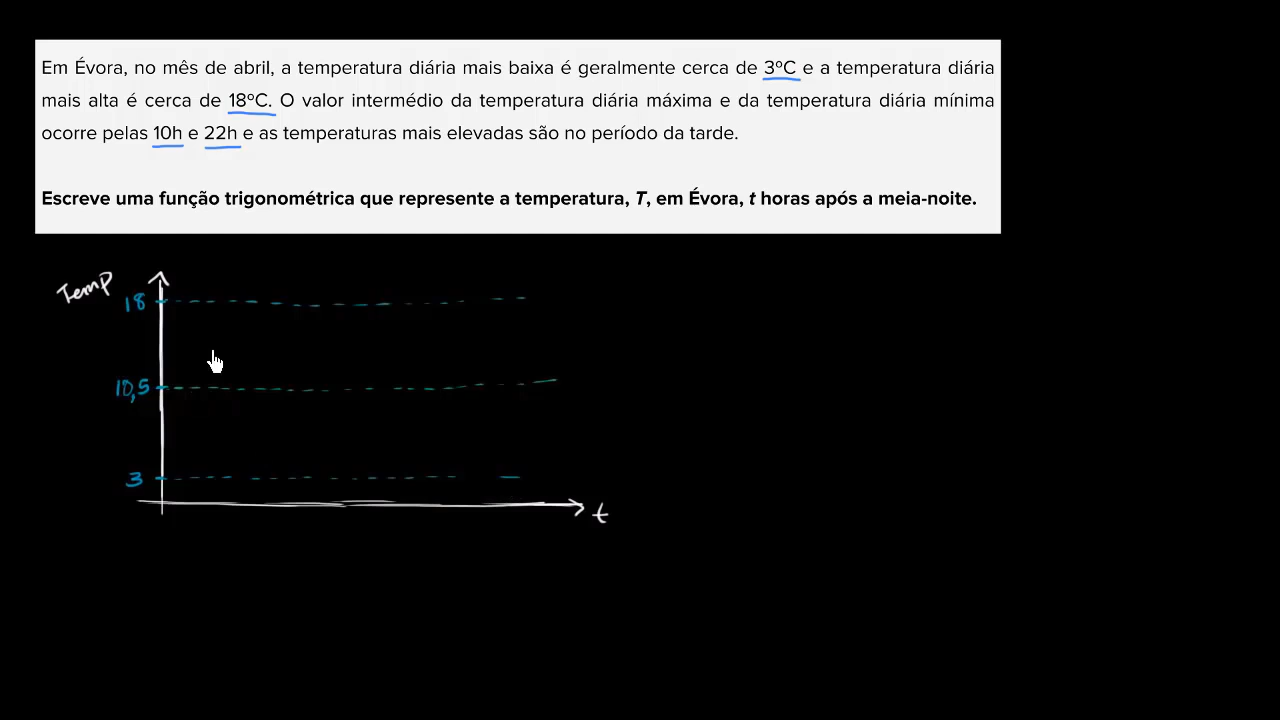 Em Évora, no mês de abril, a temperatura diária mais baixa é geralmente cerca de 3ºC e a temperatura diária
mais alta é cerca de 18ºC. O valor intermédio da temperatura diária máxima e da temperatura diária mínima
ocorre pelas 10h e 22h e as temperaturas mais elevadas são no período da tarde.
Escreve uma função trigonométrica que represente a temperatura, T, em Évora, t horas após a meia-noite.
Temp
18
10,5
3
t